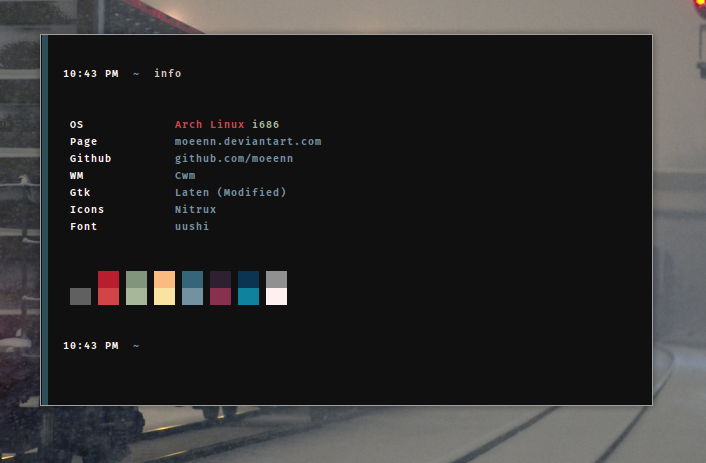 10:43 PM ~ info
OS Arch Linux i686
Page moeenn.deviantart.com
Github github.com/moeenn
WM Cwm
Gtk Laten (Modified)
Icons Nitrux
Font uushi
10:43 PM ~